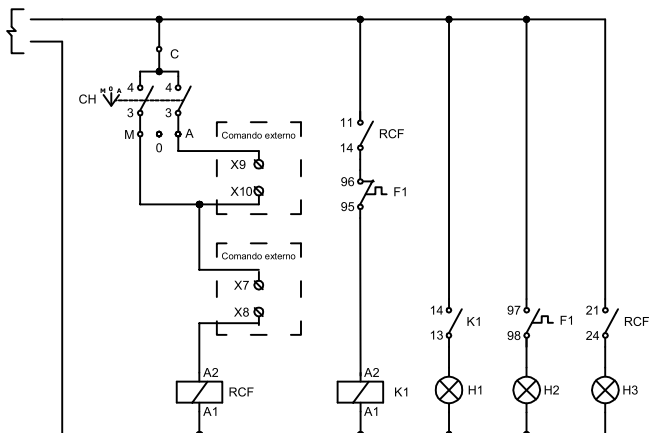 C
M 0 A
CH
4
4
3
3
M
0
A
Comando externo
X9
X10
Comando externo
X7
X8
A2
RCF
A1
11
RCF
14
96
F1
95
A2
K1
A1
14
K1
13
H1
97
F1
98
H2
21
RCF
24
H3